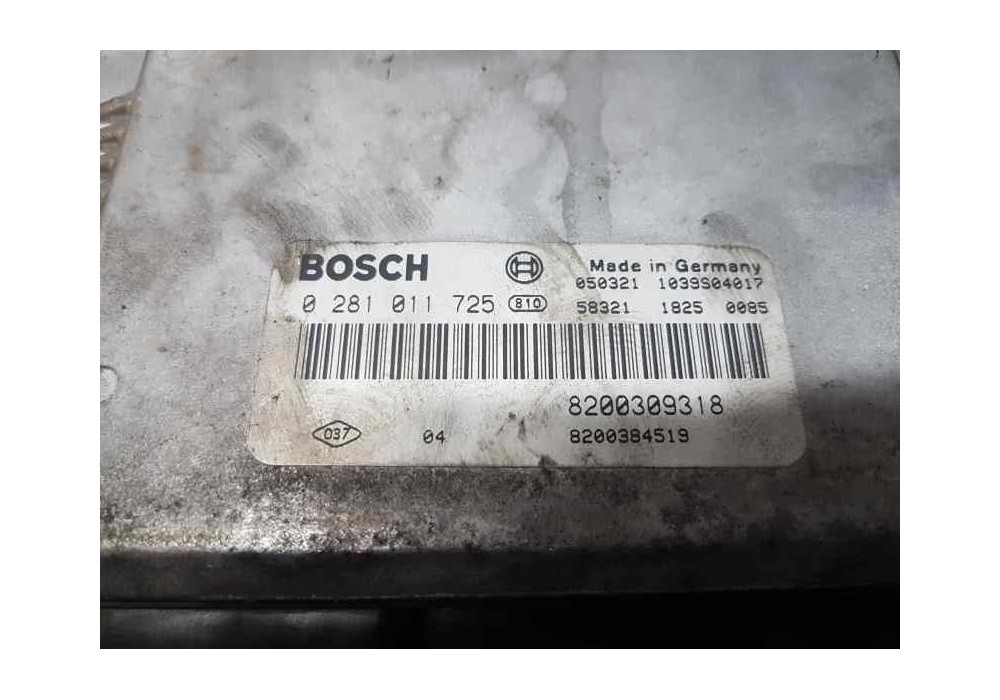 BOSCH
Made in Germany
050321 1039S04017
0 281 011 725 810
58321 1825 0085
8200309318
037 04 8200384519